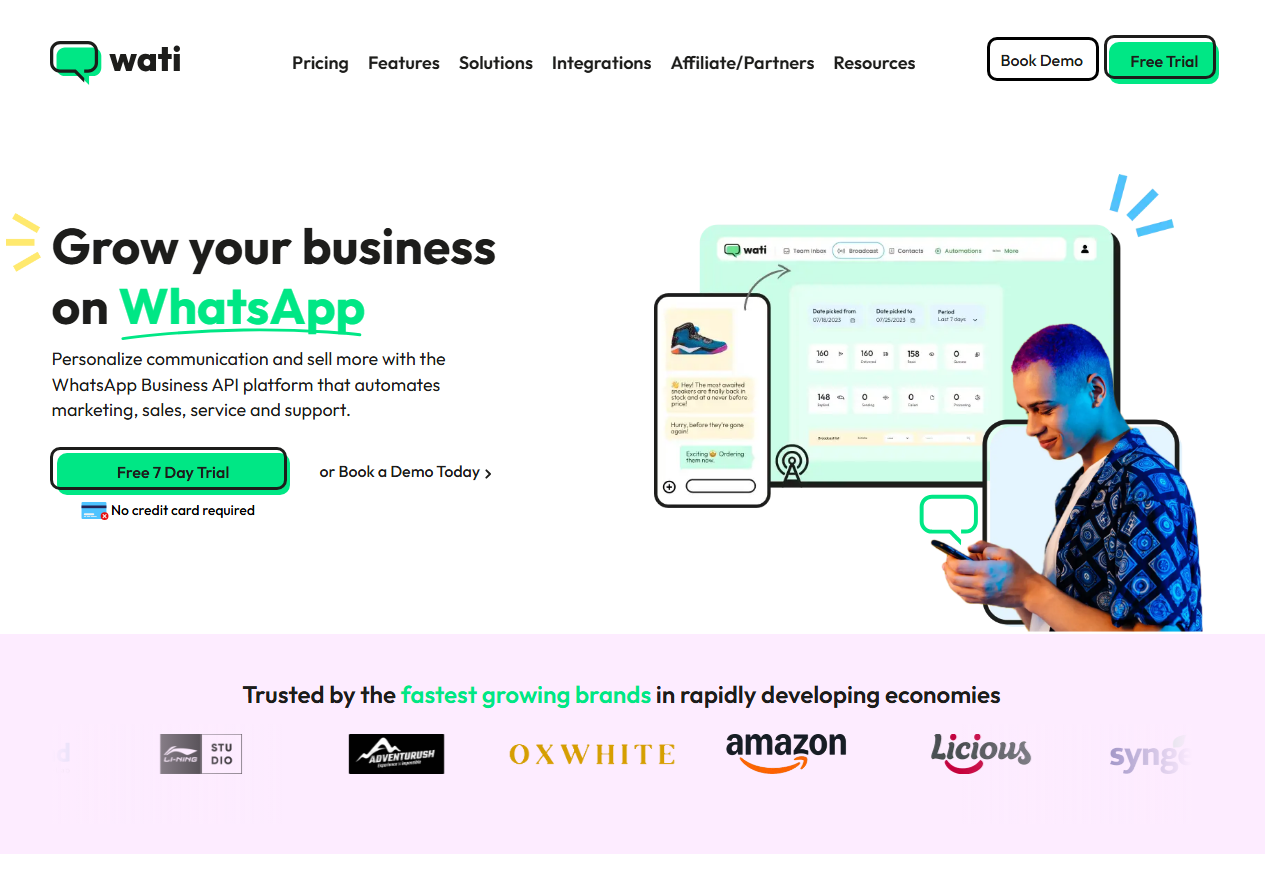 wati
Pricing Features Solutions Integrations Affiliate/Partners Resources
Book Demo
Free Trial
Grow your business
on WhatsApp
Personalize communication and sell more with the
WhatsApp Business API platform that automates
marketing, sales, service and support.
Free 7 Day Trial
or Book a Demo Today
No credit card required
wati Team Inbox Broadcast Contacts Automations More
Date picked from
07/18/2023
Date picked to
07/25/2023
Period
Last 7 days
160 160 158 0
148 0 0 0
Hey! The most awaited
sneakers are finally back in
stock and at a never before
price!
Hurry, before they're gone
again!
Exciting Ordering
them now.
Trusted by the fastest growing brands in rapidly developing economies
LI-NING STU
DIO
ADVENTURUSH
OXWHITE
amazon
Licious
synge